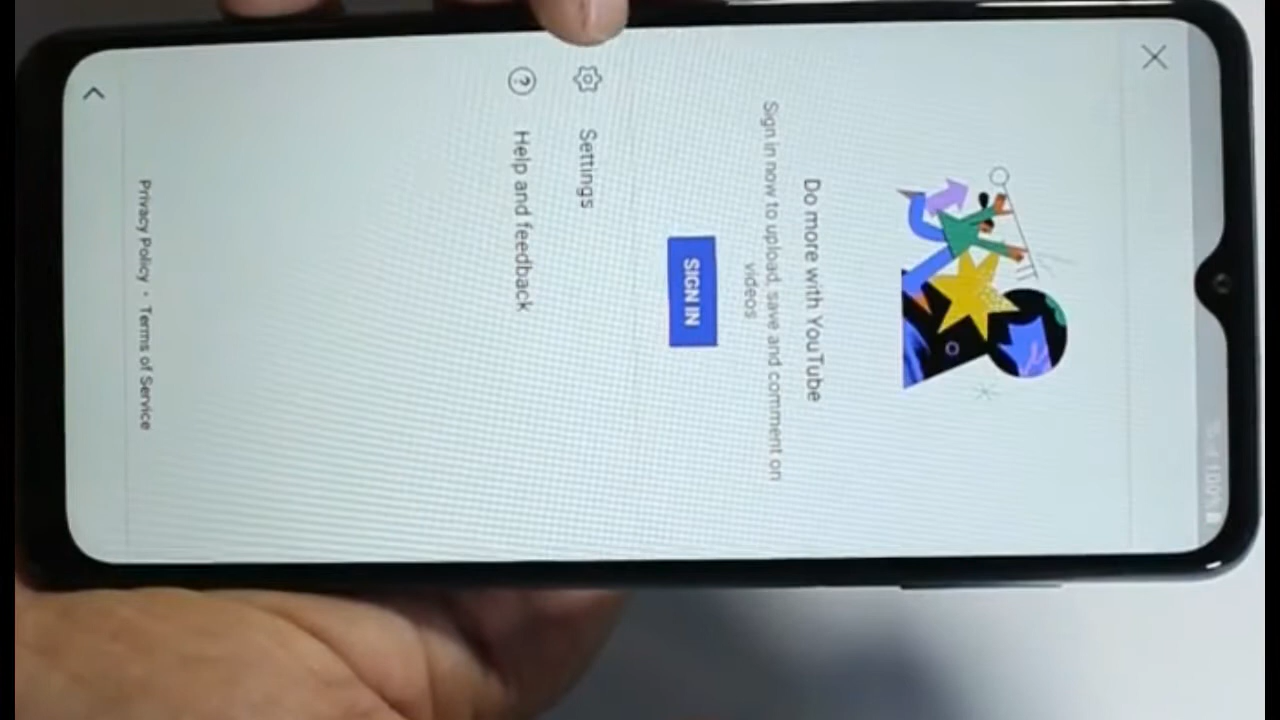 100%
Do more with YouTube
Sign in now to upload, save and comment on
videos
SIGN IN
Settings
Help and feedback
Privacy Policy • Terms of Service